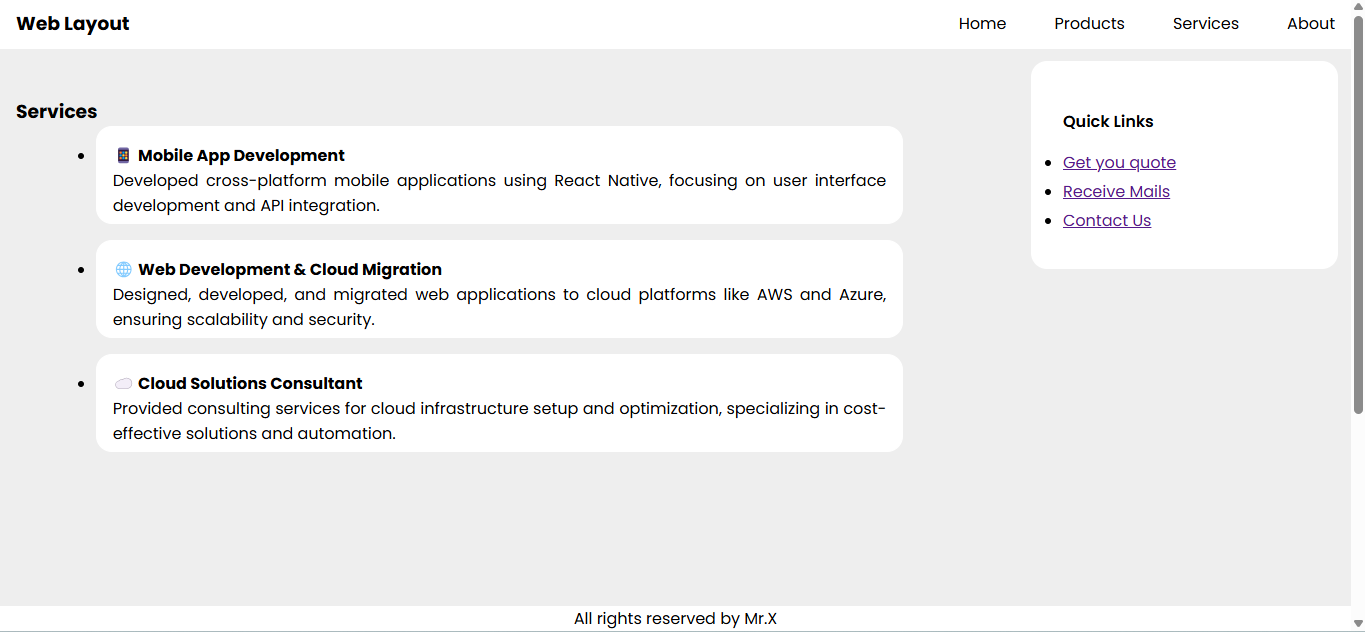 Web Layout
Home Products Services About
Services
Mobile App Development
Developed cross-platform mobile applications using React Native, focusing on user interface
development and API integration.
Web Development & Cloud Migration
Designed, developed, and migrated web applications to cloud platforms like AWS and Azure,
ensuring scalability and security.
Cloud Solutions Consultant
Provided consulting services for cloud infrastructure setup and optimization, specializing in cost-
effective solutions and automation.
Quick Links
Get you quote
Receive Mails
Contact Us
All rights reserved by Mr.X